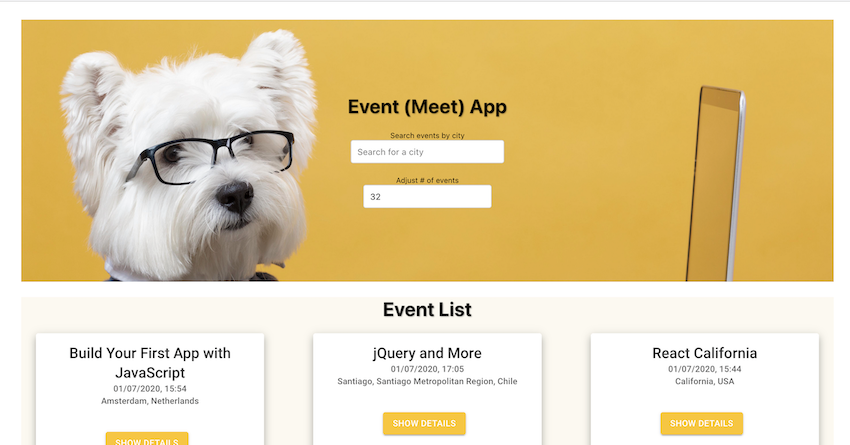 Event (Meet) App
Search events by city
Search for a city
Adjust # of events
32
Event List
Build Your First App with
JavaScript
01/07/2020, 15:54
Amsterdam, Netherlands
SHOW DETAILS
jQuery and More
01/07/2020, 17:05
Santiago, Santiago Metropolitan Region, Chile
SHOW DETAILS
React California
01/07/2020, 15:44
California, USA
SHOW DETAILS